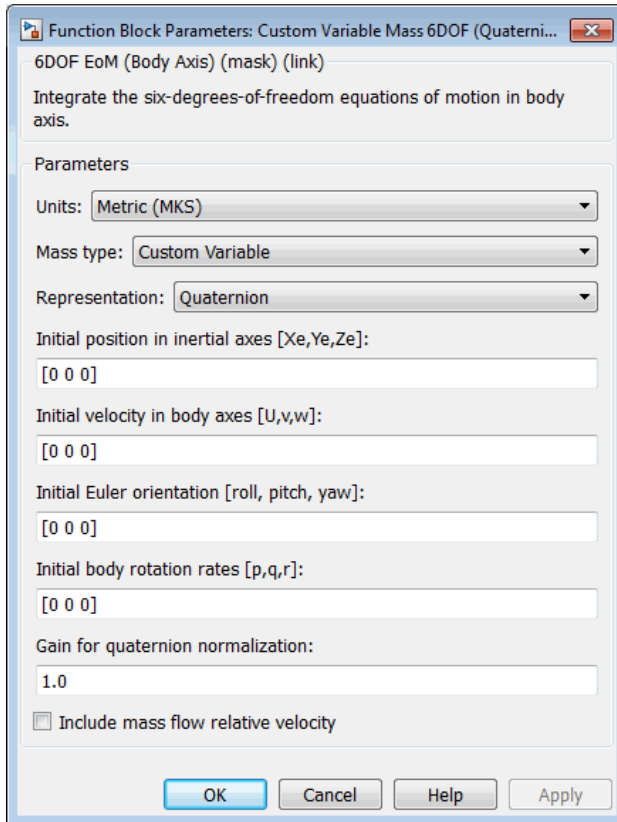 Function Block Parameters: Custom Variable Mass 6DOF (Quaterni...
6DOF EoM (Body Axis) (mask) (link)
Integrate the six-degrees-of-freedom equations of motion in body
axis.
Parameters
Units: Metric (MKS)
Mass type: Custom Variable
Representation: Quaternion
Initial position in inertial axes [Xe,Ye,Ze]:
[0 0 0]
Initial velocity in body axes [U,v,w]:
[0 0 0]
Initial Euler orientation [roll, pitch, yaw]:
[0 0 0]
Initial body rotation rates [p,q,r]:
[0 0 0]
Gain for quaternion normalization:
1.0
Include mass flow relative velocity
OK Cancel Help Apply